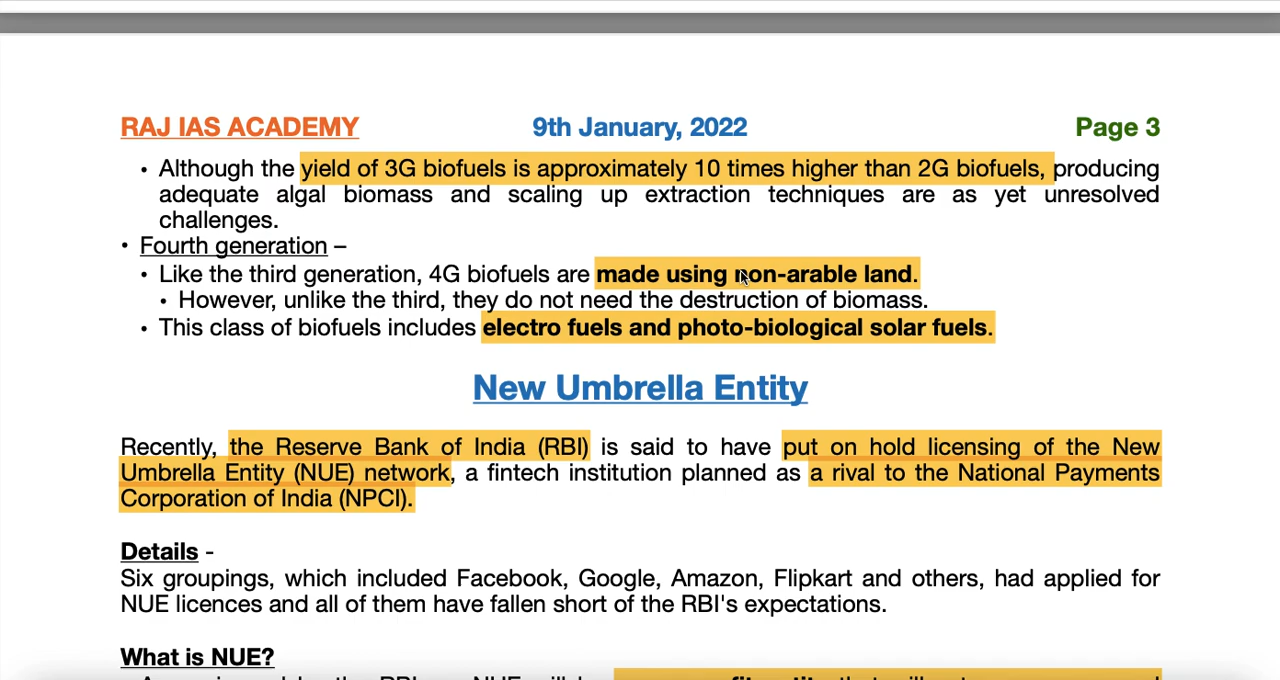 RAJ IAS ACADEMY 9th January, 2022 Page 3
• Although the yield of 3G biofuels is approximately 10 times higher than 2G biofuels, producing
adequate algal biomass and scaling up extraction techniques are as yet unresolved
challenges.
• Fourth generation –
• Like the third generation, 4G biofuels are made using non-arable land.
• However, unlike the third, they do not need the destruction of biomass.
• This class of biofuels includes electro fuels and photo-biological solar fuels.
New Umbrella Entity
Recently, the Reserve Bank of India (RBI) is said to have put on hold licensing of the New
Umbrella Entity (NUE) network, a fintech institution planned as a rival to the National Payments
Corporation of India (NPCI).
Details -
Six groupings, which included Facebook, Google, Amazon, Flipkart and others, had applied for
NUE licences and all of them have fallen short of the RBI's expectations.
What is NUE?